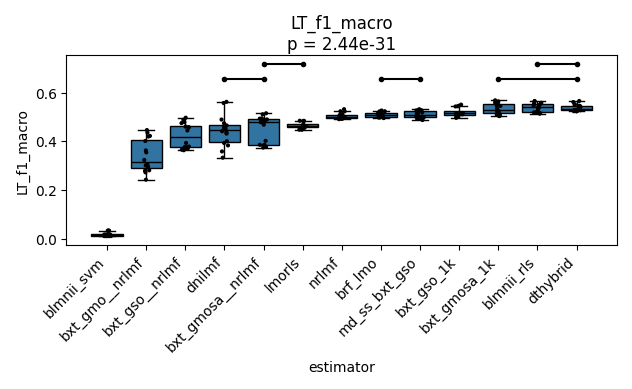 LT_f1_macro
p = 2.44e-31
LT_f1_macro
0.6
0.4
0.2
0.0
blmnii_svm
bxt_gmo__nrlmf
bxt_gso__nrlmf
dnilmf
bxt_gmosa__nrlmf
lmorls
nrlmf
brf_lmo
md_ss_bxt_gso
bxt_gso_1k
bxt_gmosa_1k
blmnii_rls
dthybrid
estimator